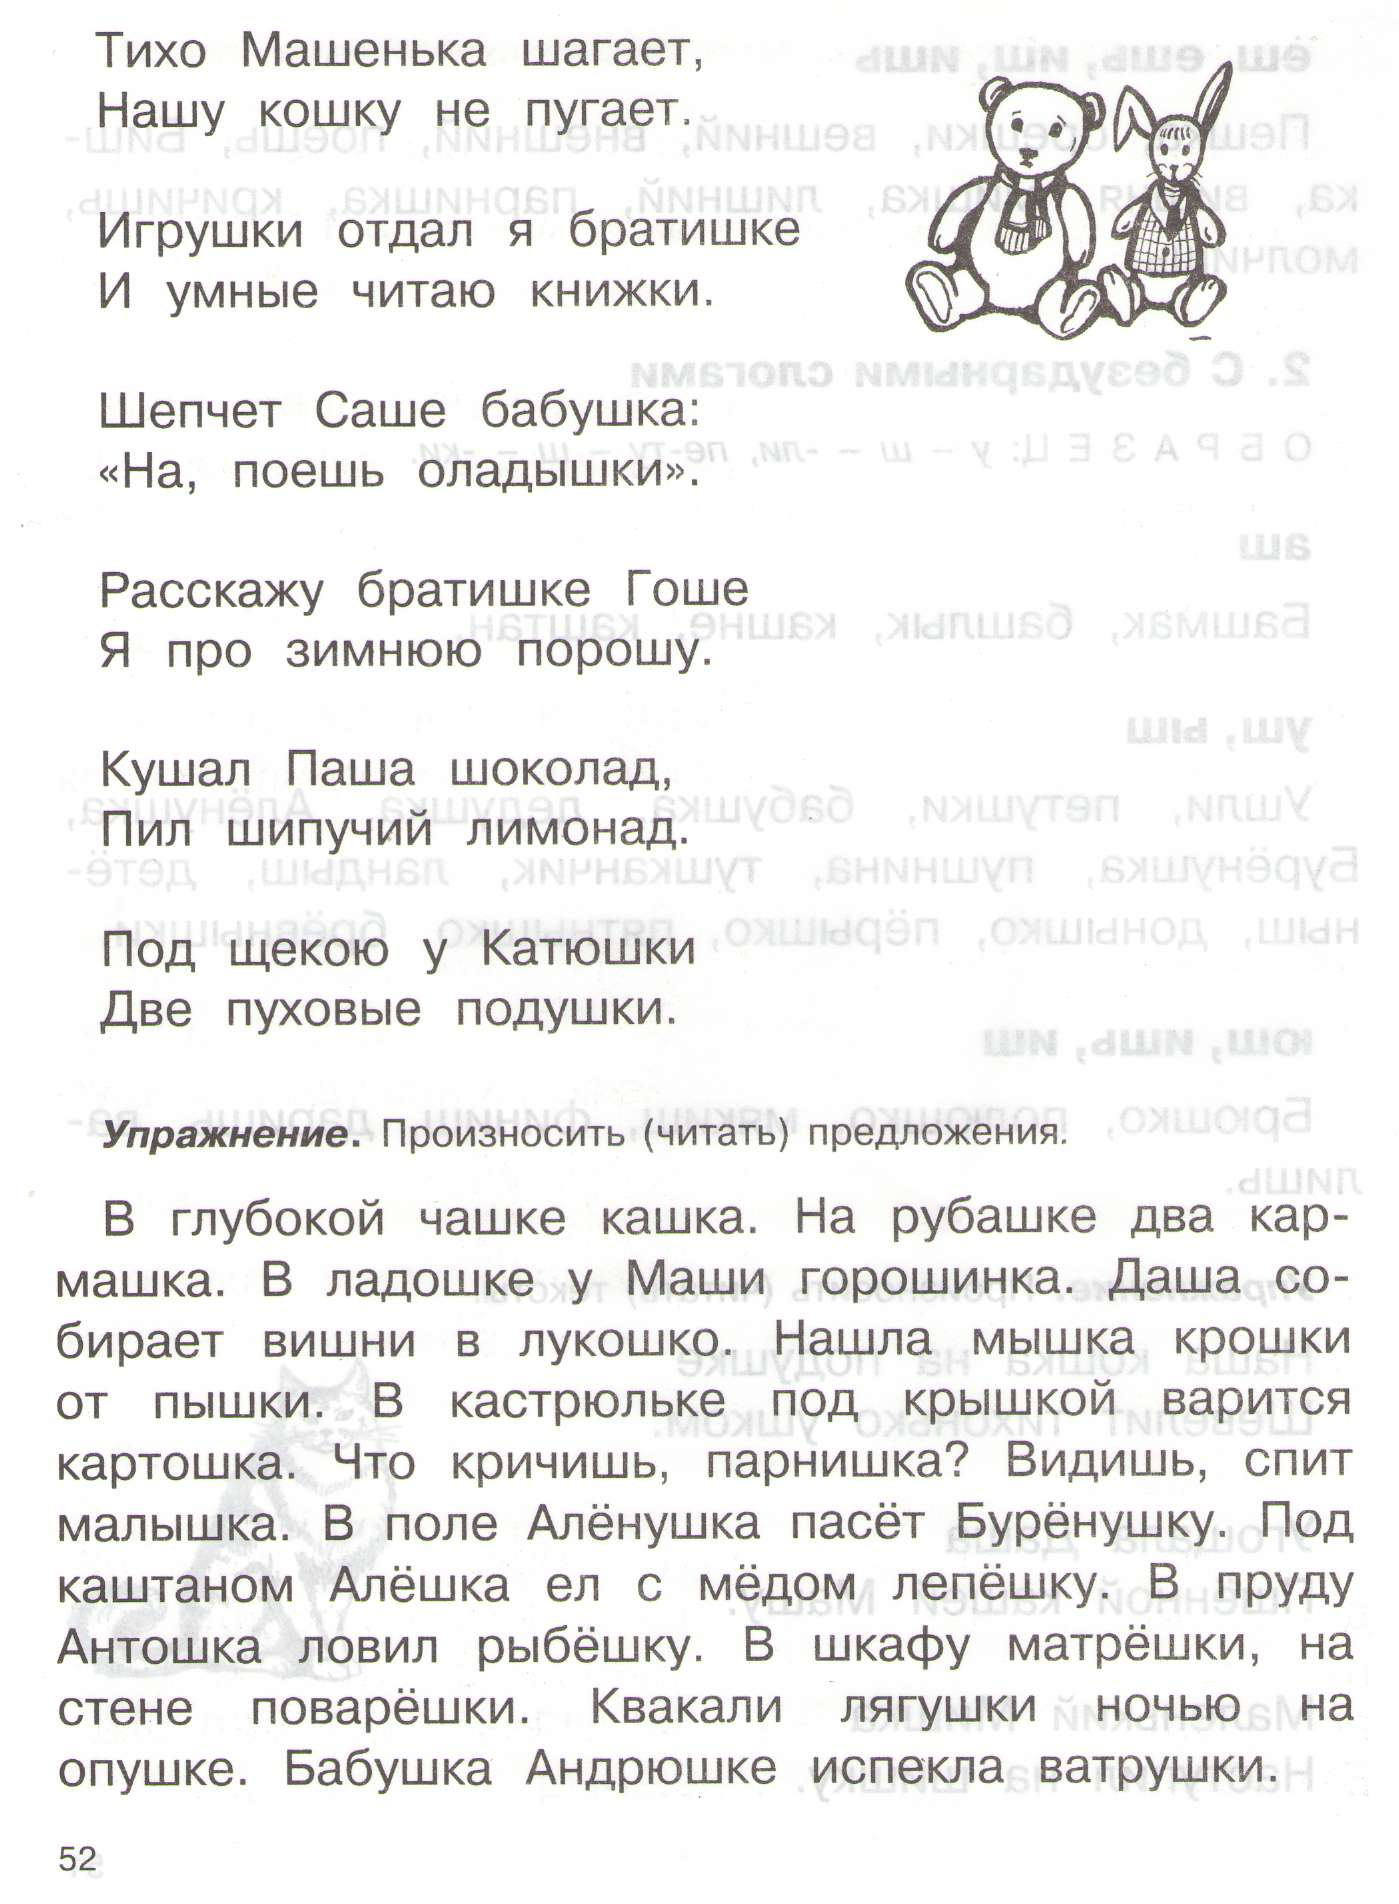 Тихо Машенька шагает,
Нашу кошку не пугает.
Игрушки отдал я братишке
И умные читаю книжки.
Шепчет Саше бабушка:
«На, поешь оладышки».
Расскажу братишке Гоше
Я про зимнюю порошу.
Кушал Паша шоколад,
Пил шипучий лимонад.
Под щекою у Катюшки
Две пуховые подушки.
Упражнение. Произносить (читать) предложения:
В глубокой чашке кашка. На рубашке два кар-
машка. В ладошке у Маши горошинка. Даша со-
бирает вишни в лукошко. Нашла мышка крошки
от пышки. В кастрюльке под крышкой варится
картошка. Что кричишь, парнишка? Видишь, спит
малышка. В поле Алёнушка пасёт Бурёнушку. Под
каштаном Алёшка ел с мёдом лепёшку. В пруду
Антошка ловил рыбёшку. В шкафу матрёшки, на
стене поварёшки. Квакали лягушки ночью на
опушке. Бабушка Андрюшке испекла ватрушки.
52